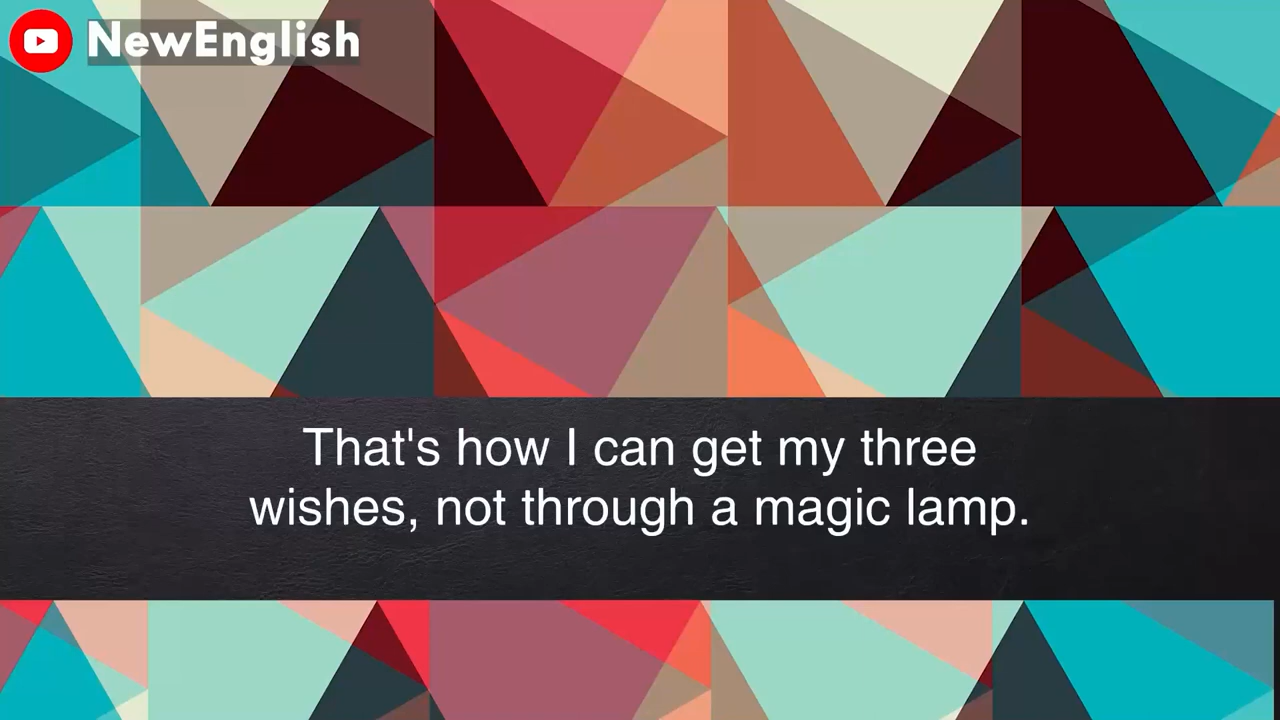 NewEnglish
That's how I can get my three
wishes, not through a magic lamp.